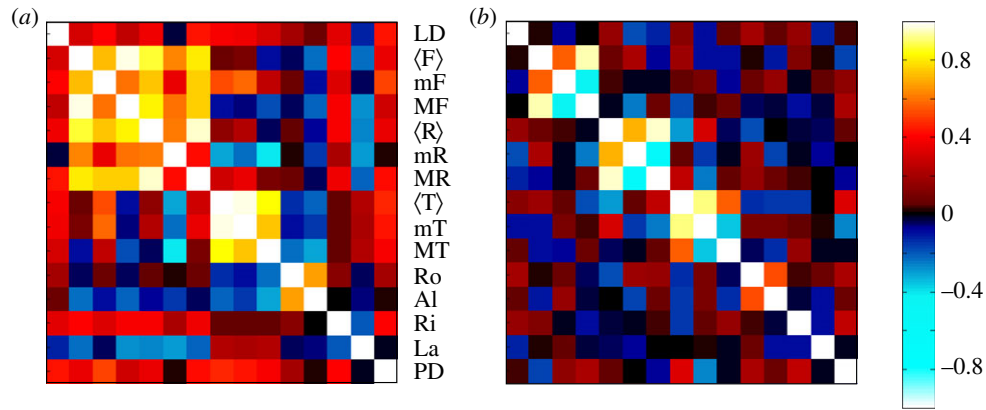 (a)
LD
⟨F⟩
mF
MF
⟨R⟩
mR
MR
⟨T⟩
mT
MT
Ro
Al
Ri
La
PD
(b)
0.8
0.4
0
−0.4
−0.8